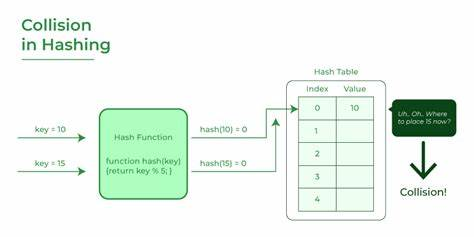 Collision
in Hashing
Hash Table
Index Value
0 10
1
2
3
4
key = 10
key = 15
Hash Function
function hash(key)
{return key % 5; }
hash(10) = 0
hash(15) = 0
Uh.. Oh.. Where
to place 15 now?
Collision!